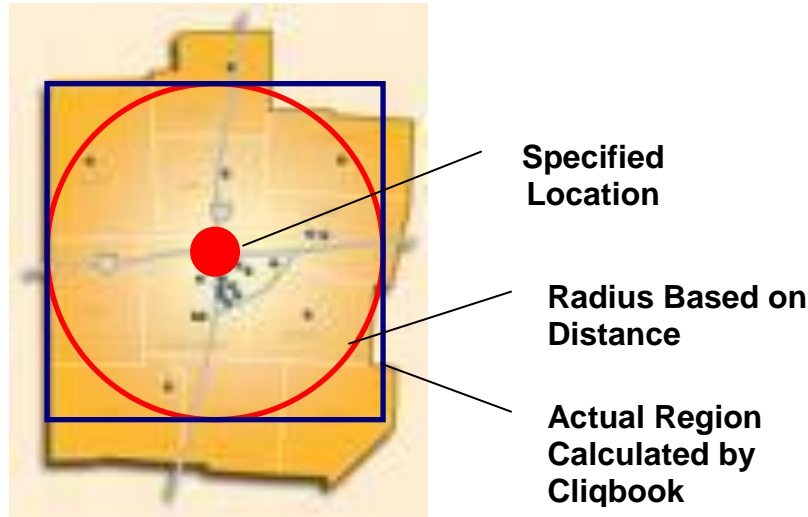 Specified
Location
Radius Based on
Distance
Actual Region
Calculated by
Cliqbook